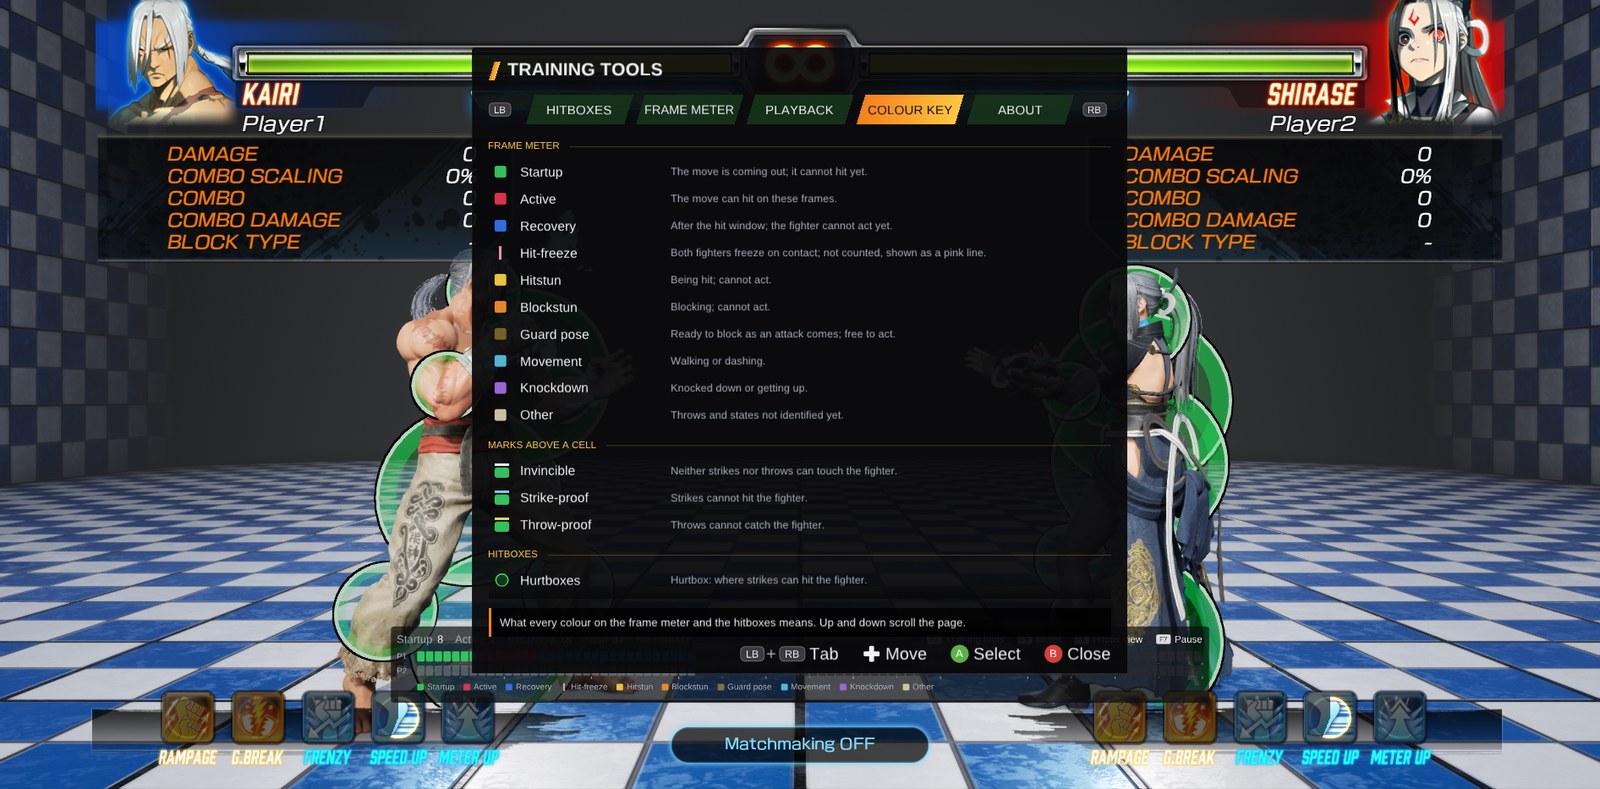 KAIRI
Player1
SHIRASE
Player2
DAMAGE 0
COMBO SCALING 0%
COMBO 0
COMBO DAMAGE 0
BLOCK TYPE -
DAMAGE 0
COMBO SCALING 0%
COMBO 0
COMBO DAMAGE 0
BLOCK TYPE -
TRAINING TOOLS
LB HITBOXES FRAME METER PLAYBACK COLOUR KEY ABOUT RB
FRAME METER
Startup The move is coming out; it cannot hit yet.
Active The move can hit on these frames.
Recovery After the hit window; the fighter cannot act yet.
Hit-freeze Both fighters freeze on contact; not counted, shown as a pink line.
Hitstun Being hit; cannot act.
Blockstun Blocking; cannot act.
Guard pose Ready to block as an attack comes; free to act.
Movement Walking or dashing.
Knockdown Knocked down or getting up.
Other Throws and states not identified yet.
MARKS ABOVE A CELL
Invincible Neither strikes nor throws can touch the fighter.
Strike-proof Strikes cannot hit the fighter.
Throw-proof Throws cannot catch the fighter.
HITBOXES
Hurtboxes Hurtbox: where strikes can hit the fighter.
What every colour on the frame meter and the hitboxes means. Up and down scroll the page.
Startup 8 Act
iew F7 Pause
P1
P2
LB + RB Tab Move A Select B Close
Startup Active Recovery Hit-freeze Hitstun Blockstun Guard pose Movement Knockdown Other
RAMPAGE G.BREAK FRENZY SPEED UP METER UP
Matchmaking OFF
RAMPAGE G.BREAK FRENZY SPEED UP METER UP